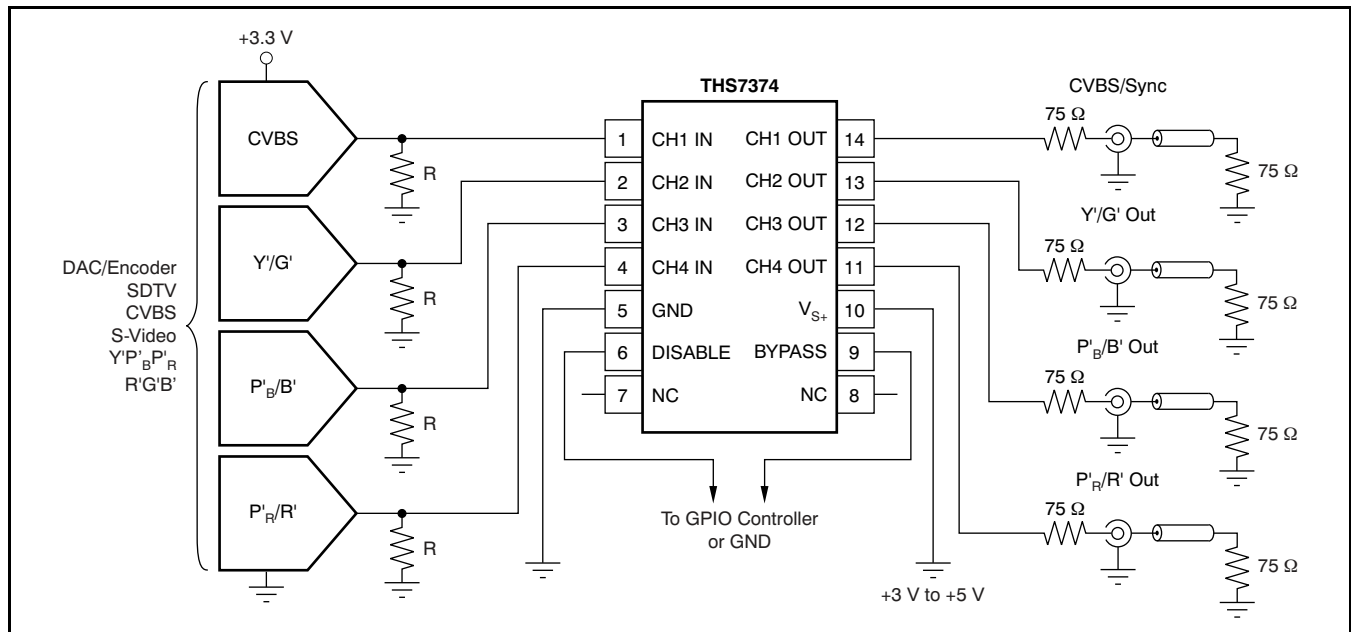 +3.3 V
CVBS
R
Y'/G'
R
P'B/B'
R
P'R/R'
R
DAC/Encoder
SDTV
CVBS
S-Video
Y'P'BP'R
R'G'B'
THS7374
1 CH1 IN CH1 OUT 14
2 CH2 IN CH2 OUT 13
3 CH3 IN CH3 OUT 12
4 CH4 IN CH4 OUT 11
5 GND VS+ 10
6 DISABLE BYPASS 9
7 NC NC 8
To GPIO Controller
or GND
+3 V to +5 V
CVBS/Sync
75 Ω
75 Ω
Y'/G' Out
75 Ω
75 Ω
P'B/B' Out
75 Ω
75 Ω
P'R/R' Out
75 Ω
75 Ω